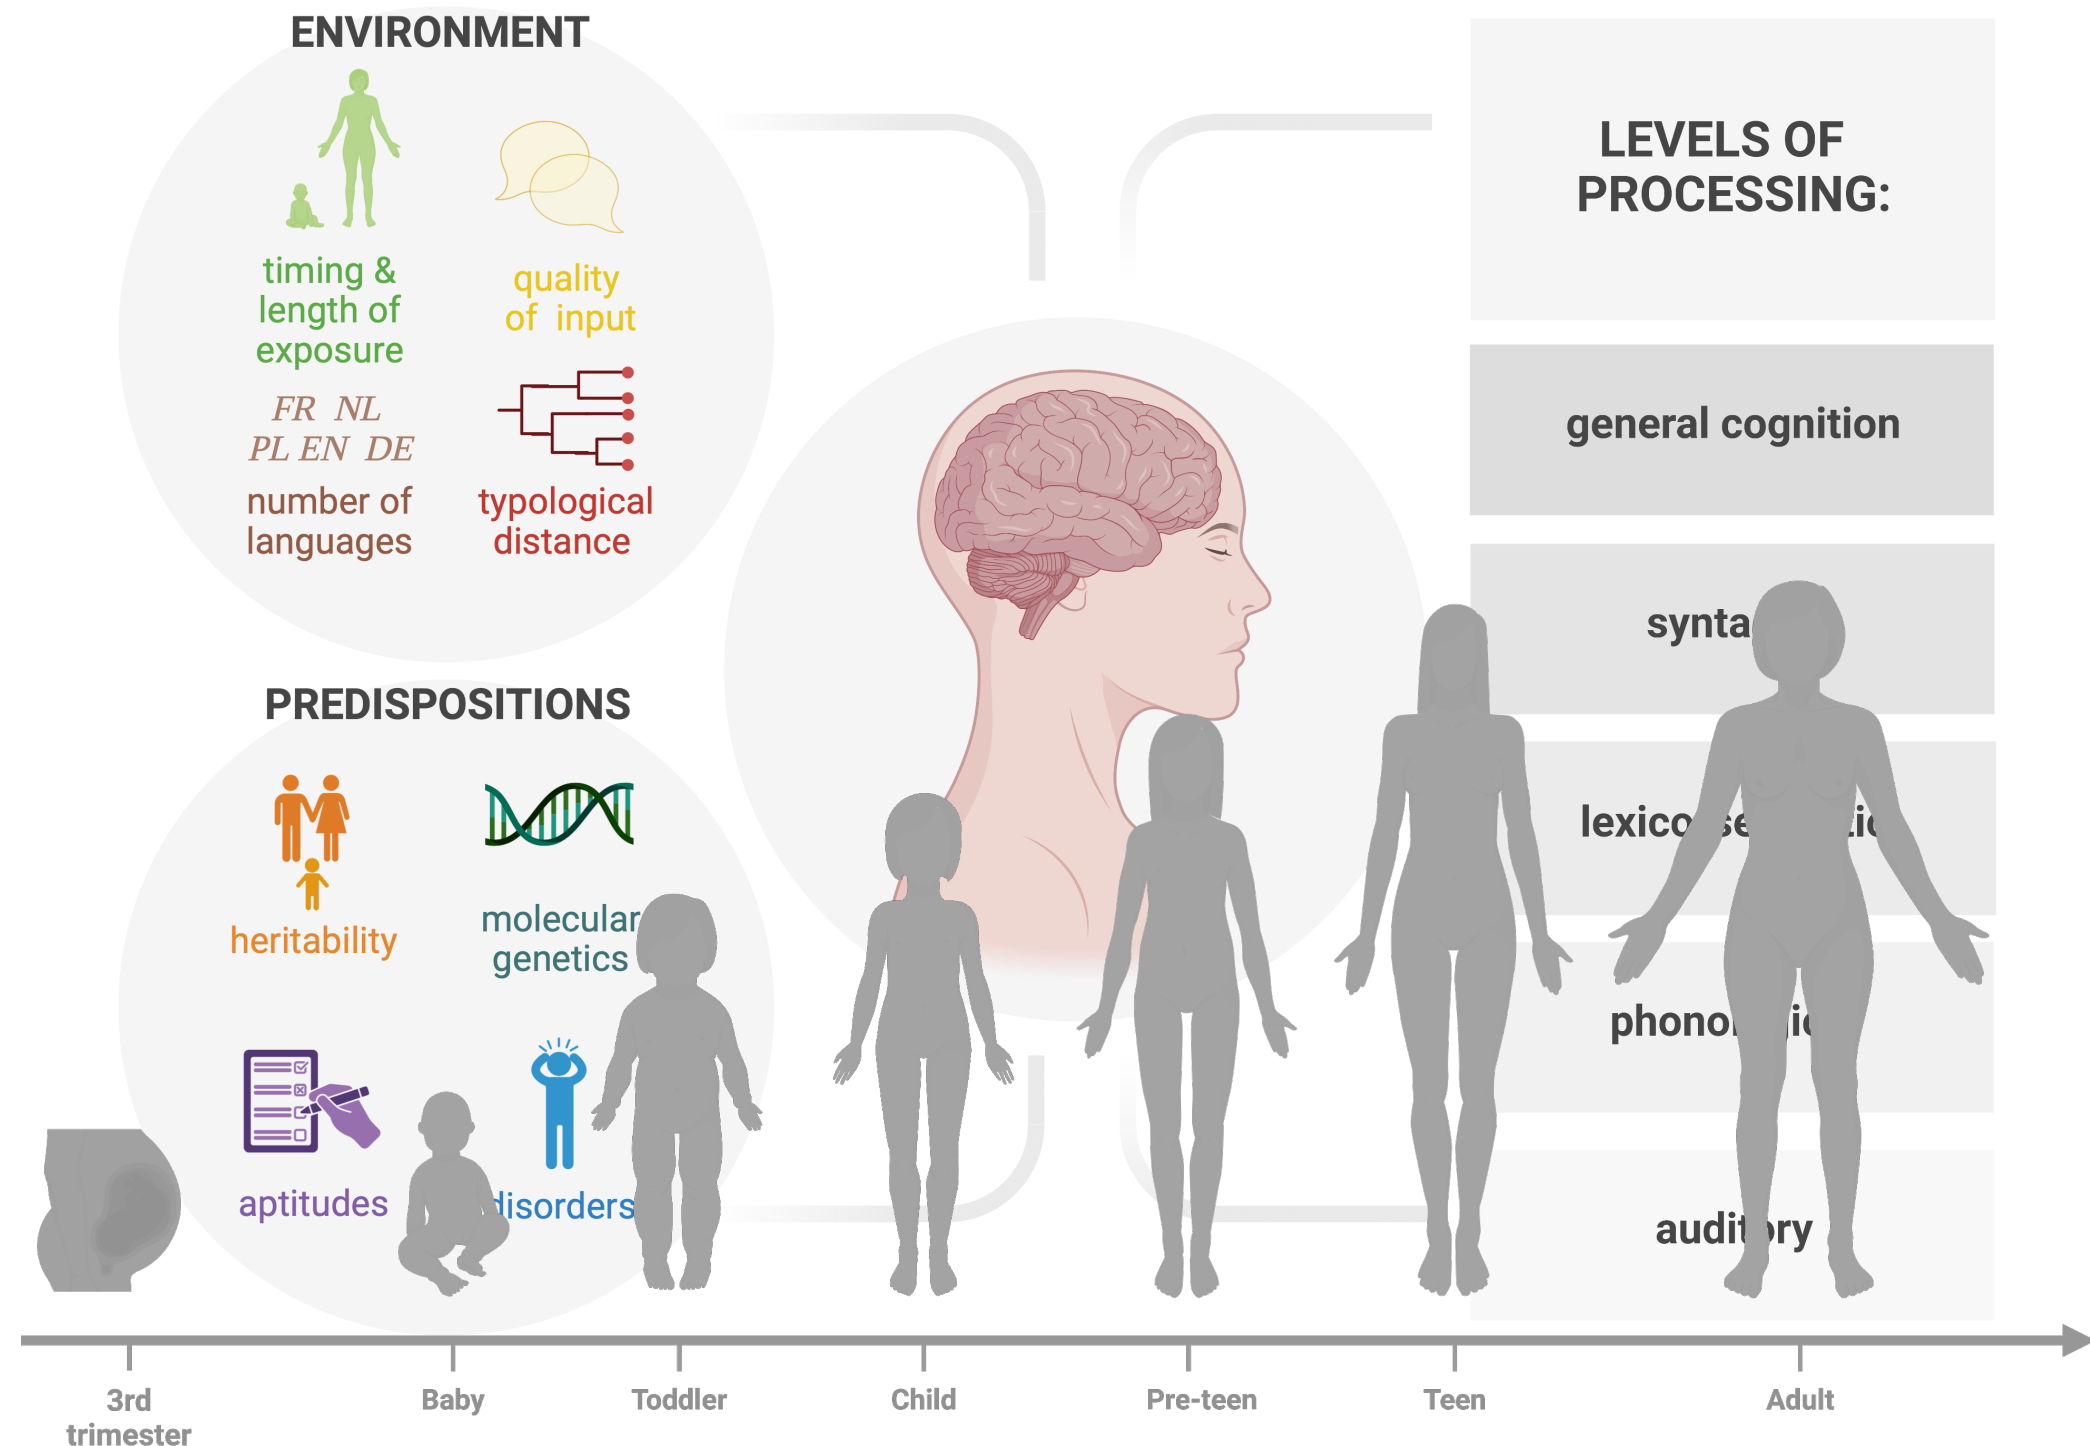 ENVIRONMENT
timing &
length of
exposure
quality
of input
FR NL
PL EN DE
number of
languages
typological
distance
PREDISPOSITIONS
heritability
molecular
genetics
aptitudes
disorders
LEVELS OF
PROCESSING:
general cognition
3rd
trimester
Baby
Toddler
Child
Pre-teen
Teen
Adult